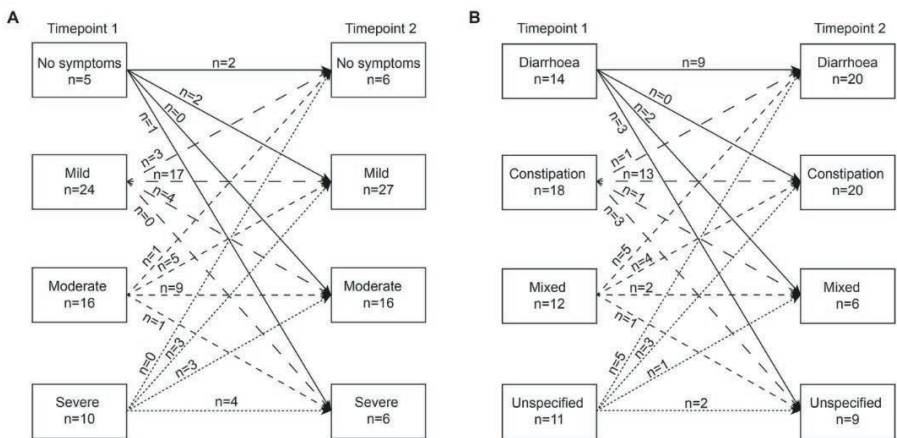 A
Timepoint 1
Timepoint 2
No symptoms
n=5
n=2
No symptoms
n=6
n=2
n=0
n=1
n=3
Mild
n=24
n=17
Mild
n=27
n=4
n=0
n=1
n=5
Moderate
n=16
n=9
Moderate
n=16
n=1
n=0
n=3
n=3
Severe
n=10
n=4
Severe
n=6
B
Timepoint 1
Timepoint 2
Diarrhoea
n=14
n=9
Diarrhoea
n=20
n=0
n=2
n=3
n=1
Constipation
n=18
n=13
Constipation
n=20
n=1
n=3
n=5
n=4
Mixed
n=12
n=2
Mixed
n=6
n=1
n=5
n=3
n=1
Unspecified
n=11
n=2
Unspecified
n=9